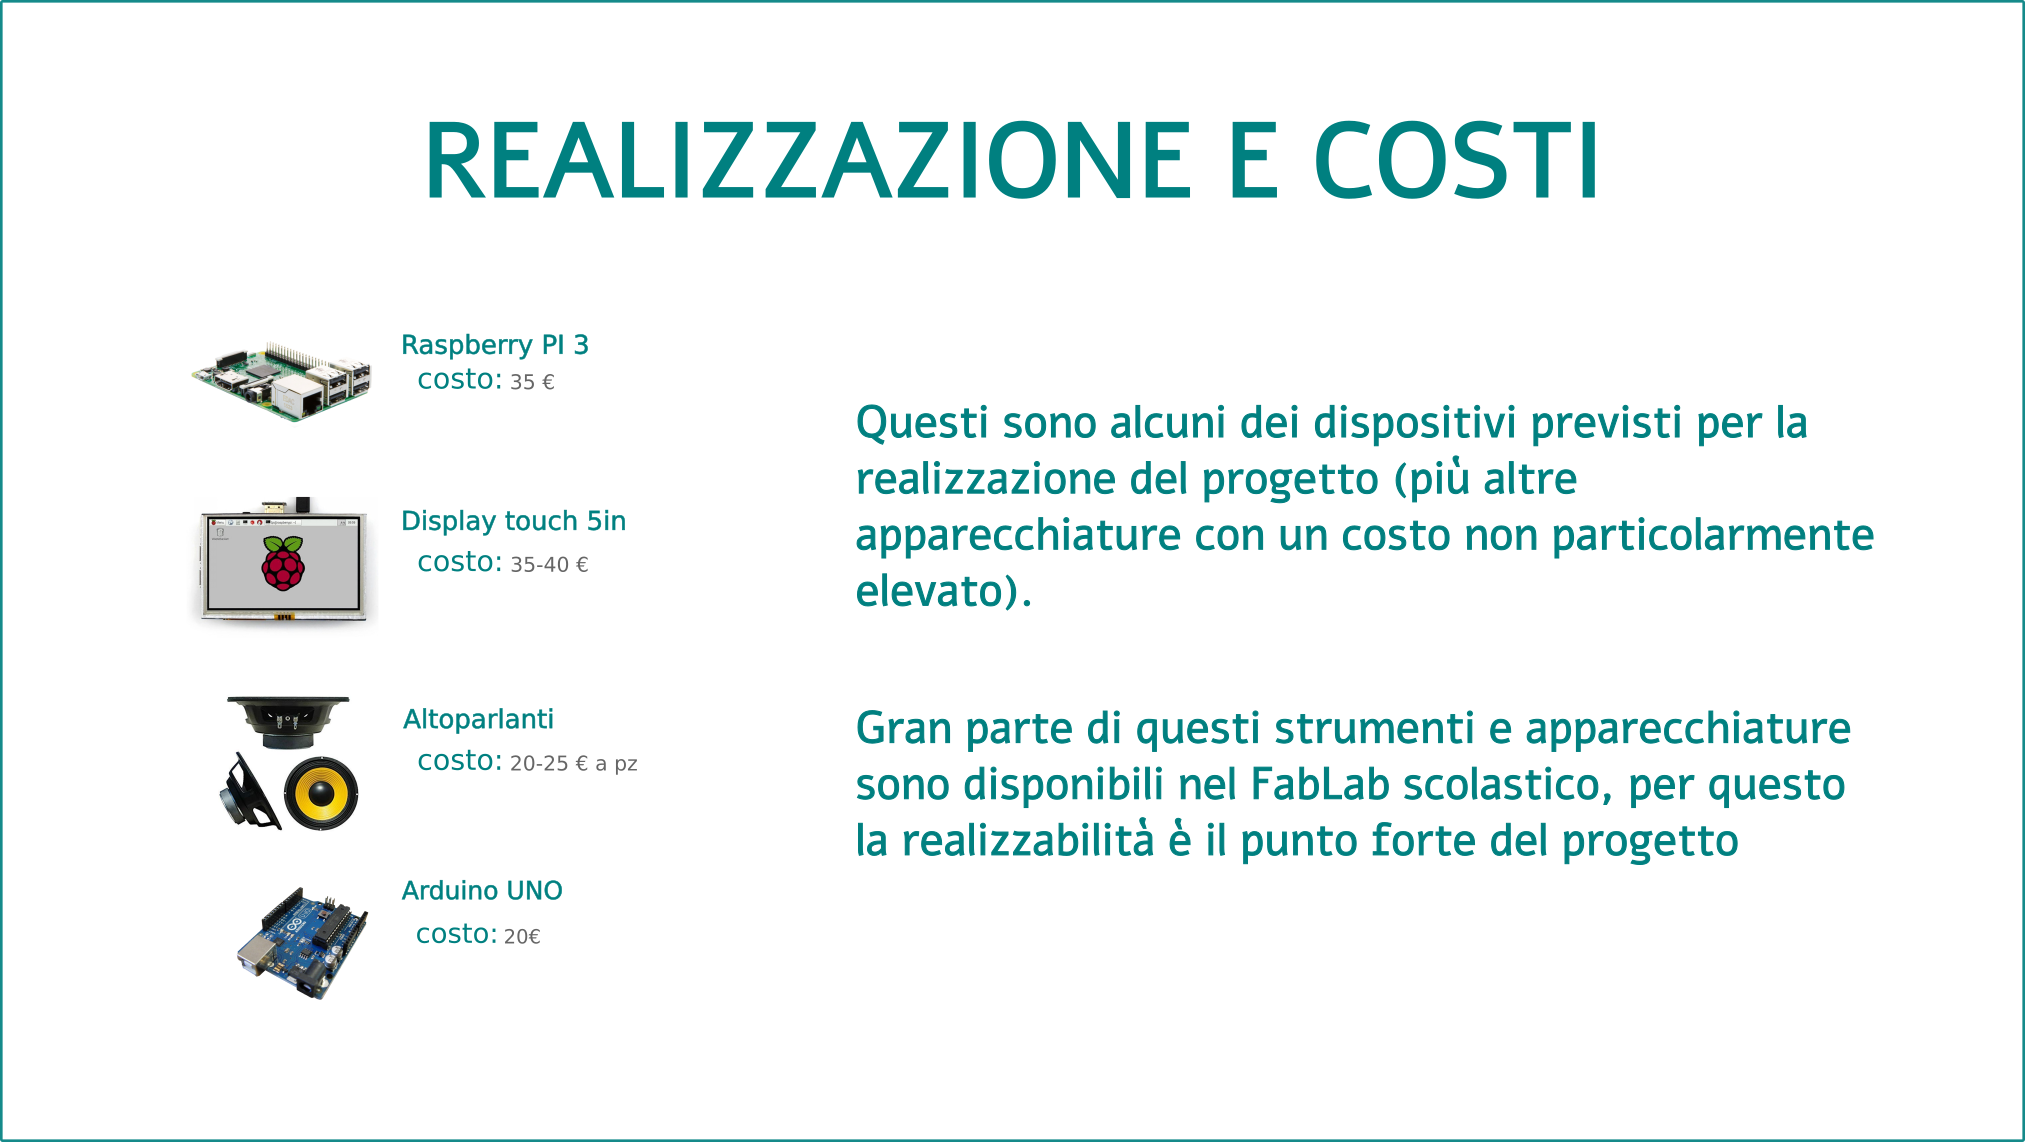 REALIZZAZIONE E COSTI
Raspberry PI 3
costo: 35 €
Display touch 5in
costo: 35-40 €
Altoparlanti
costo: 20-25 € a pz
Arduino UNO
costo: 20€
Questi sono alcuni dei dispositivi previsti per la
realizzazione del progetto (più altre
apparecchiature con un costo non particolarmente
elevato).
Gran parte di questi strumenti e apparecchiature
sono disponibili nel FabLab scolastico, per questo
la realizzabilità è il punto forte del progetto